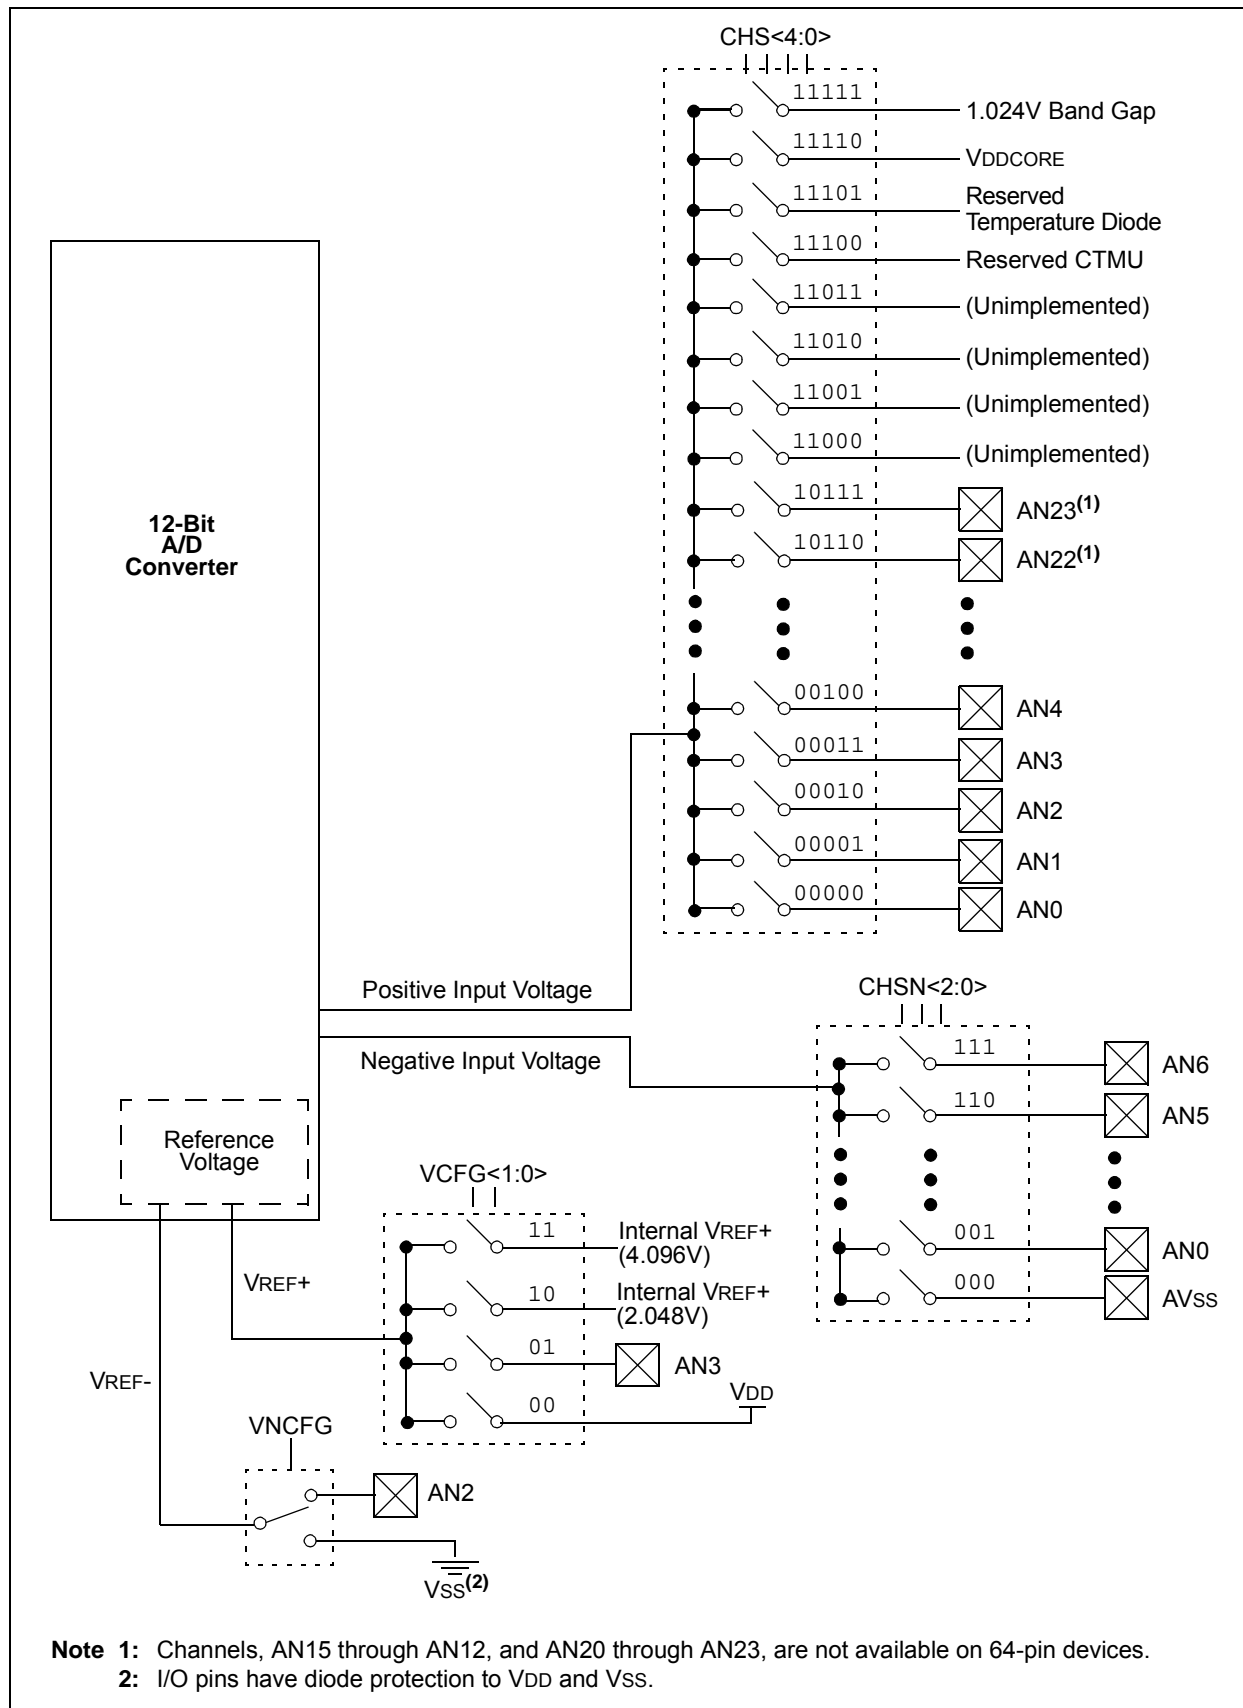 CHS<4:0>
11111 1.024V Band Gap
11110 VDDCORE
11101 Reserved
Temperature Diode
11100 Reserved CTMU
11011 (Unimplemented)
11010 (Unimplemented)
11001 (Unimplemented)
11000 (Unimplemented)
10111 AN23(1)
10110 AN22(1)
12-Bit
A/D
Converter
00100 AN4
00011 AN3
00010 AN2
00001 AN1
00000 AN0
Positive Input Voltage
Negative Input Voltage
CHSN<2:0>
111 AN6
110 AN5
001 AN0
000 AVSS
Reference
Voltage
VCFG<1:0>
11 Internal VREF+
(4.096V)
10 Internal VREF+
(2.048V)
01 AN3
00 VDD
VREF+
VREF-
VNCFG
AN2
VSS(2)
Note 1: Channels, AN15 through AN12, and AN20 through AN23, are not available on 64-pin devices.
2: I/O pins have diode protection to VDD and VSS.